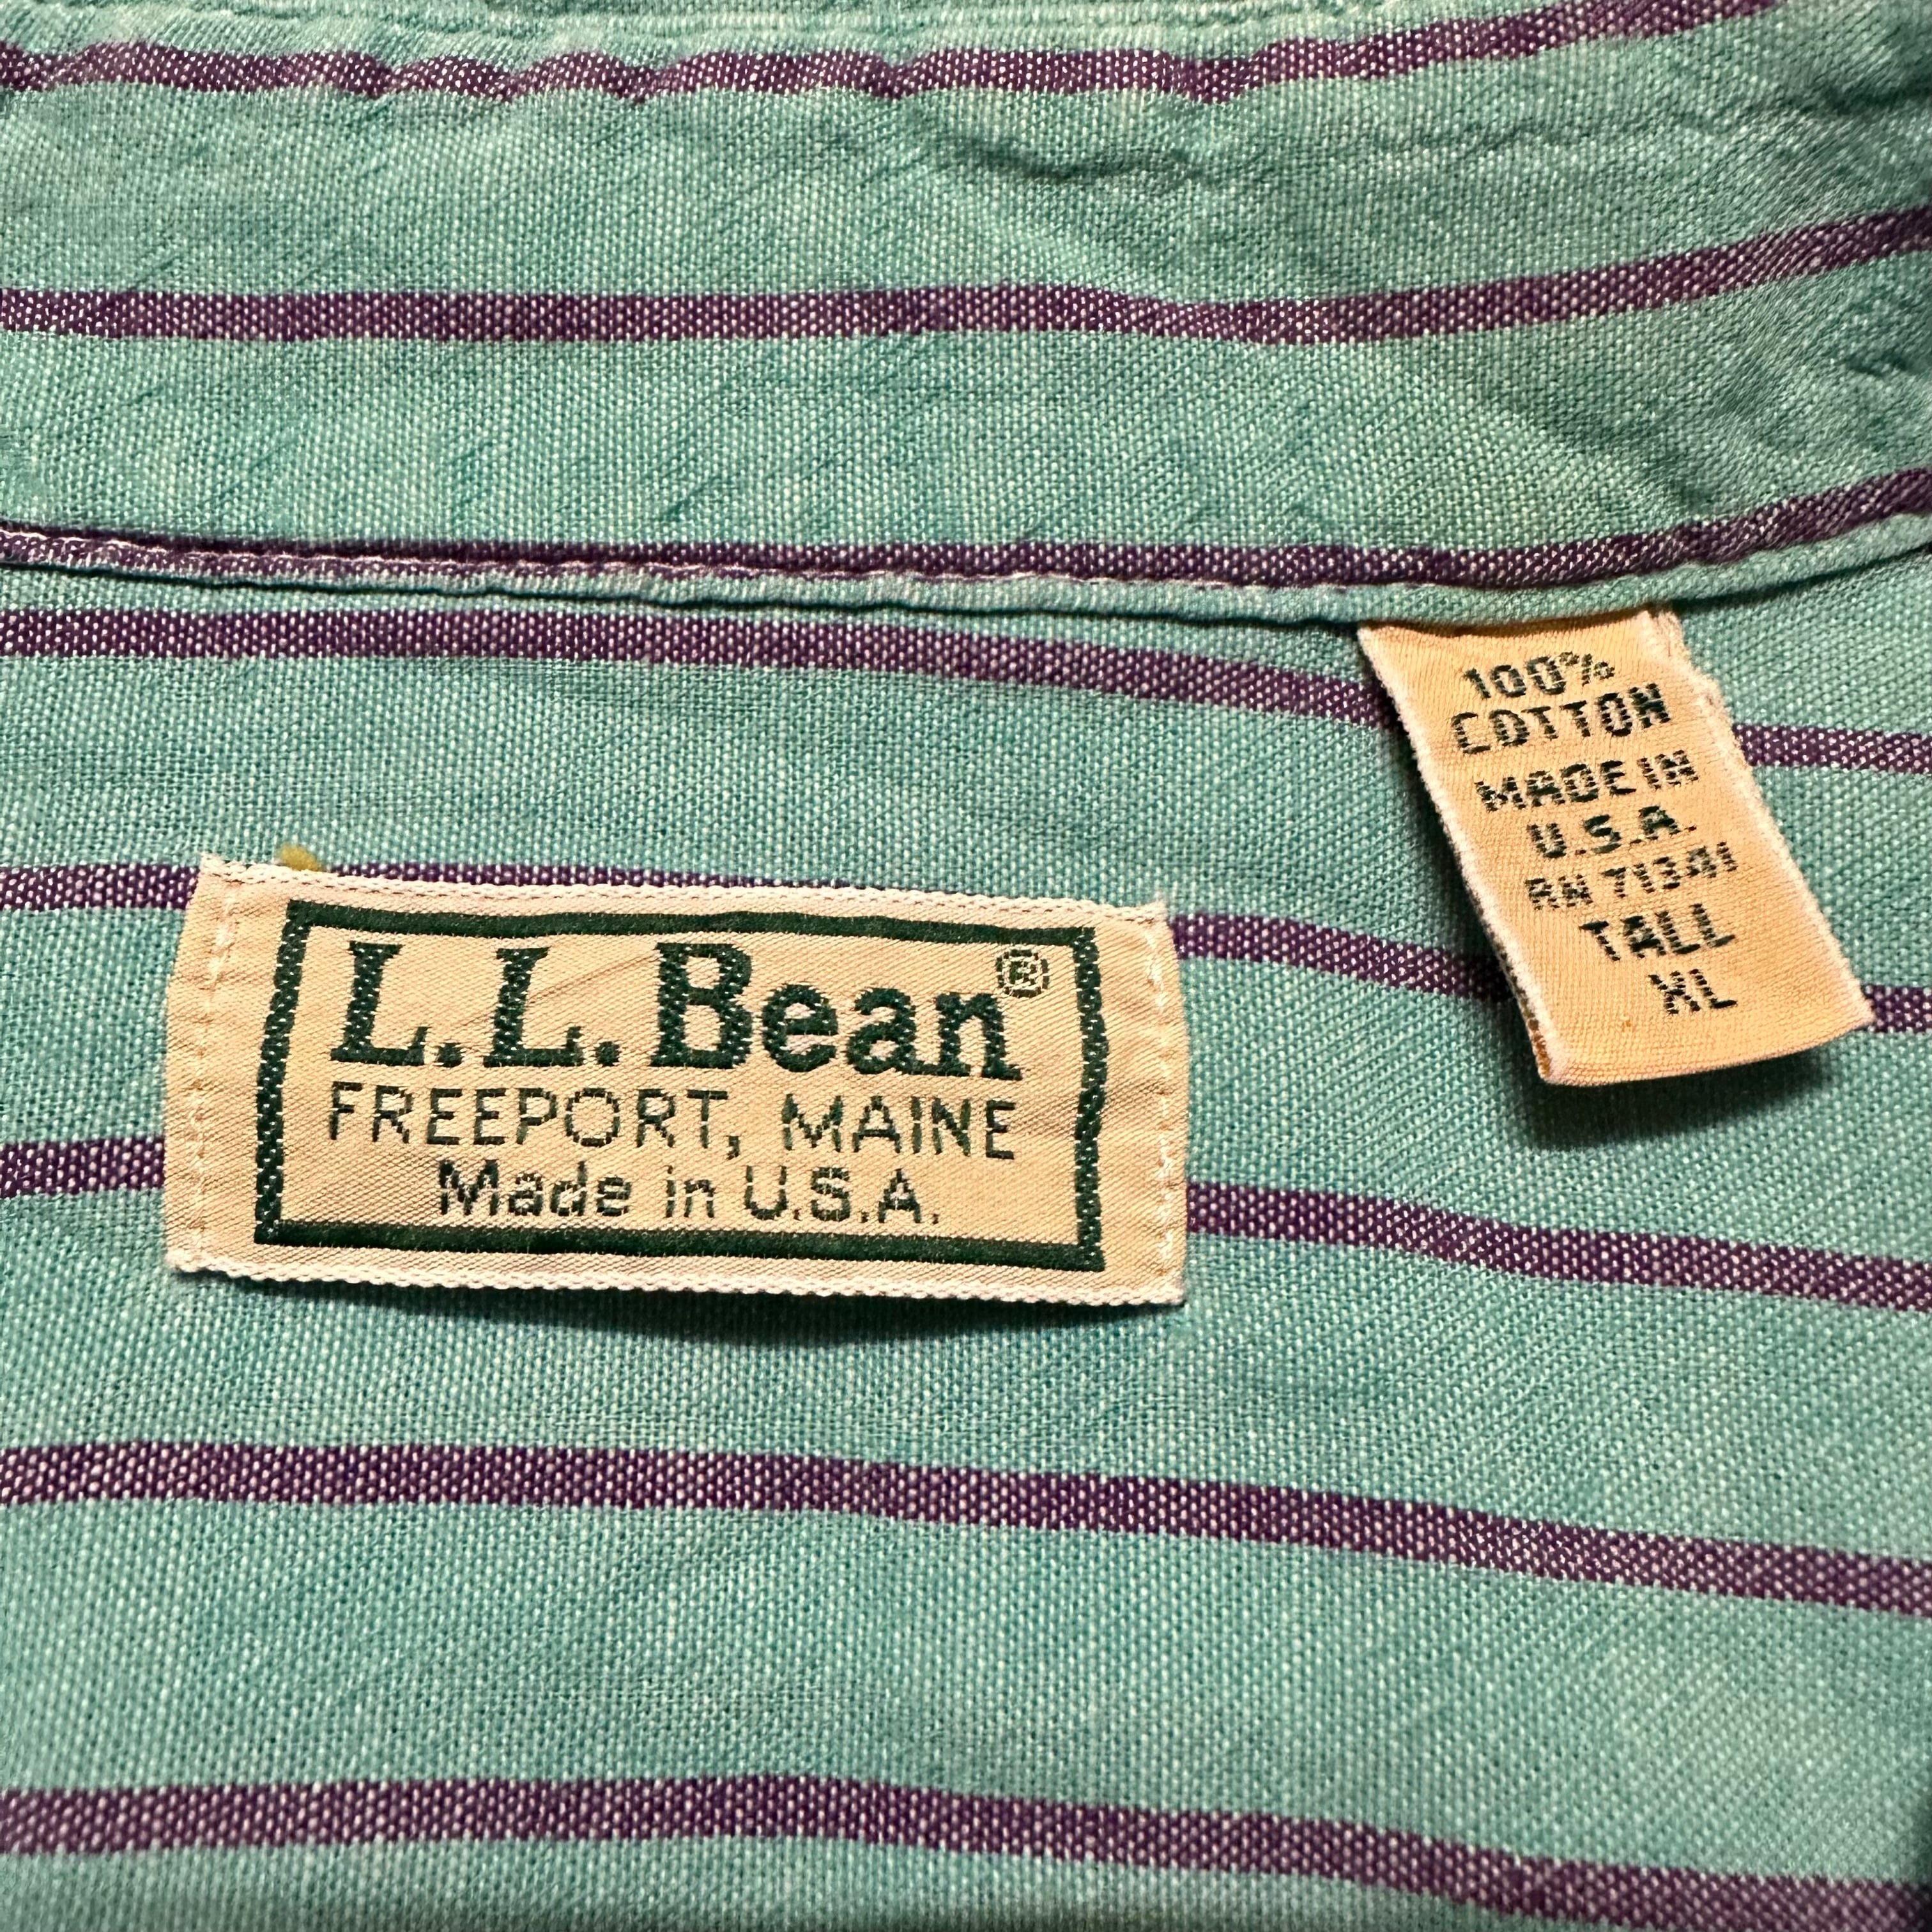 L.L.Bean®
FREEPORT, MAINE
Made in U.S.A.
100%
COTTON
MADE IN
U.S.A.
RN 71341
TALL
XL